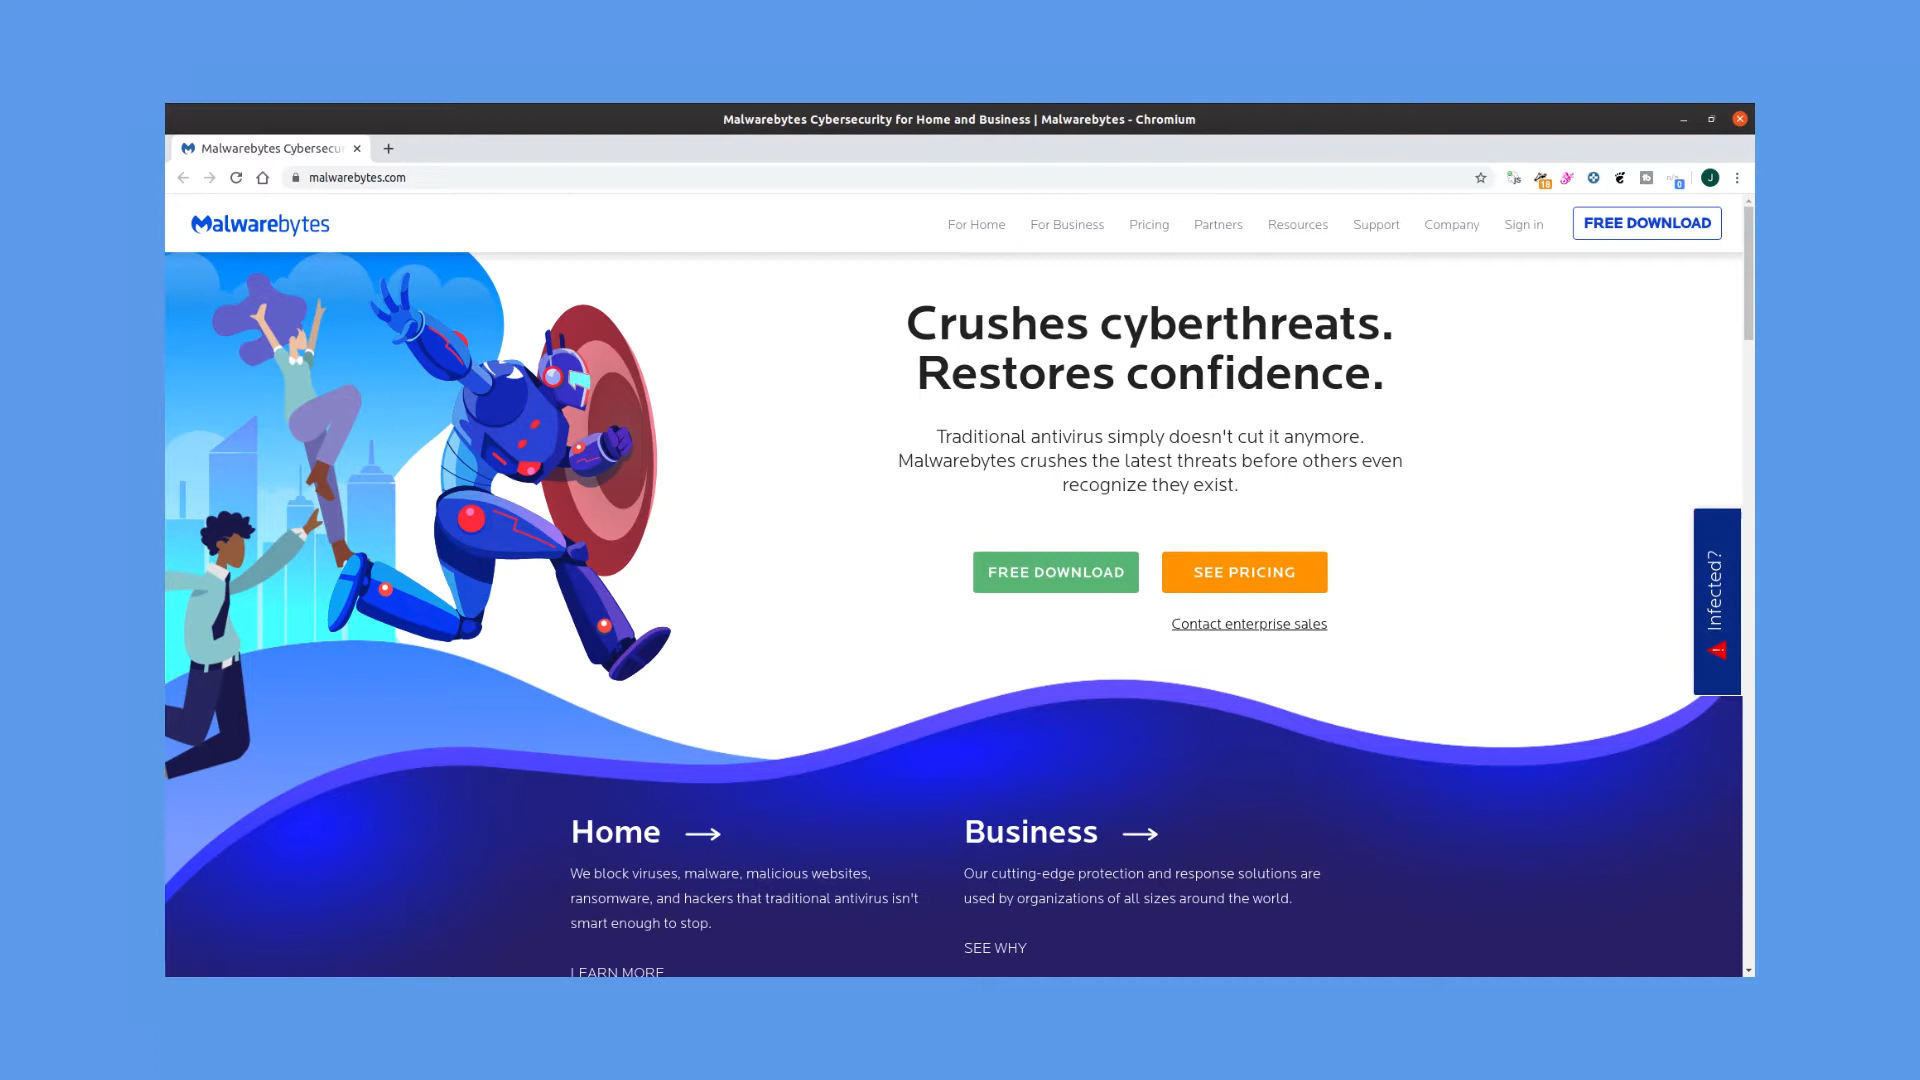 Malwarebytes Cybersecurity for Home and Business | Malwarebytes - Chromium
Malwarebytes Cybersecu
malwarebytes.com
js
18
0
J
Malwarebytes
For Home
For Business
Pricing
Partners
Resources
Support
Company
Sign in
FREE DOWNLOAD
Crushes cyberthreats.
Restores confidence.
Traditional antivirus simply doesn't cut it anymore.
Malwarebytes crushes the latest threats before others even
recognize they exist.
FREE DOWNLOAD
SEE PRICING
Contact enterprise sales
Infected?
Home
We block viruses, malware, malicious websites,
ransomware, and hackers that traditional antivirus isn't
smart enough to stop.
LEARN MORE
Business
Our cutting-edge protection and response solutions are
used by organizations of all sizes around the world.
SEE WHY